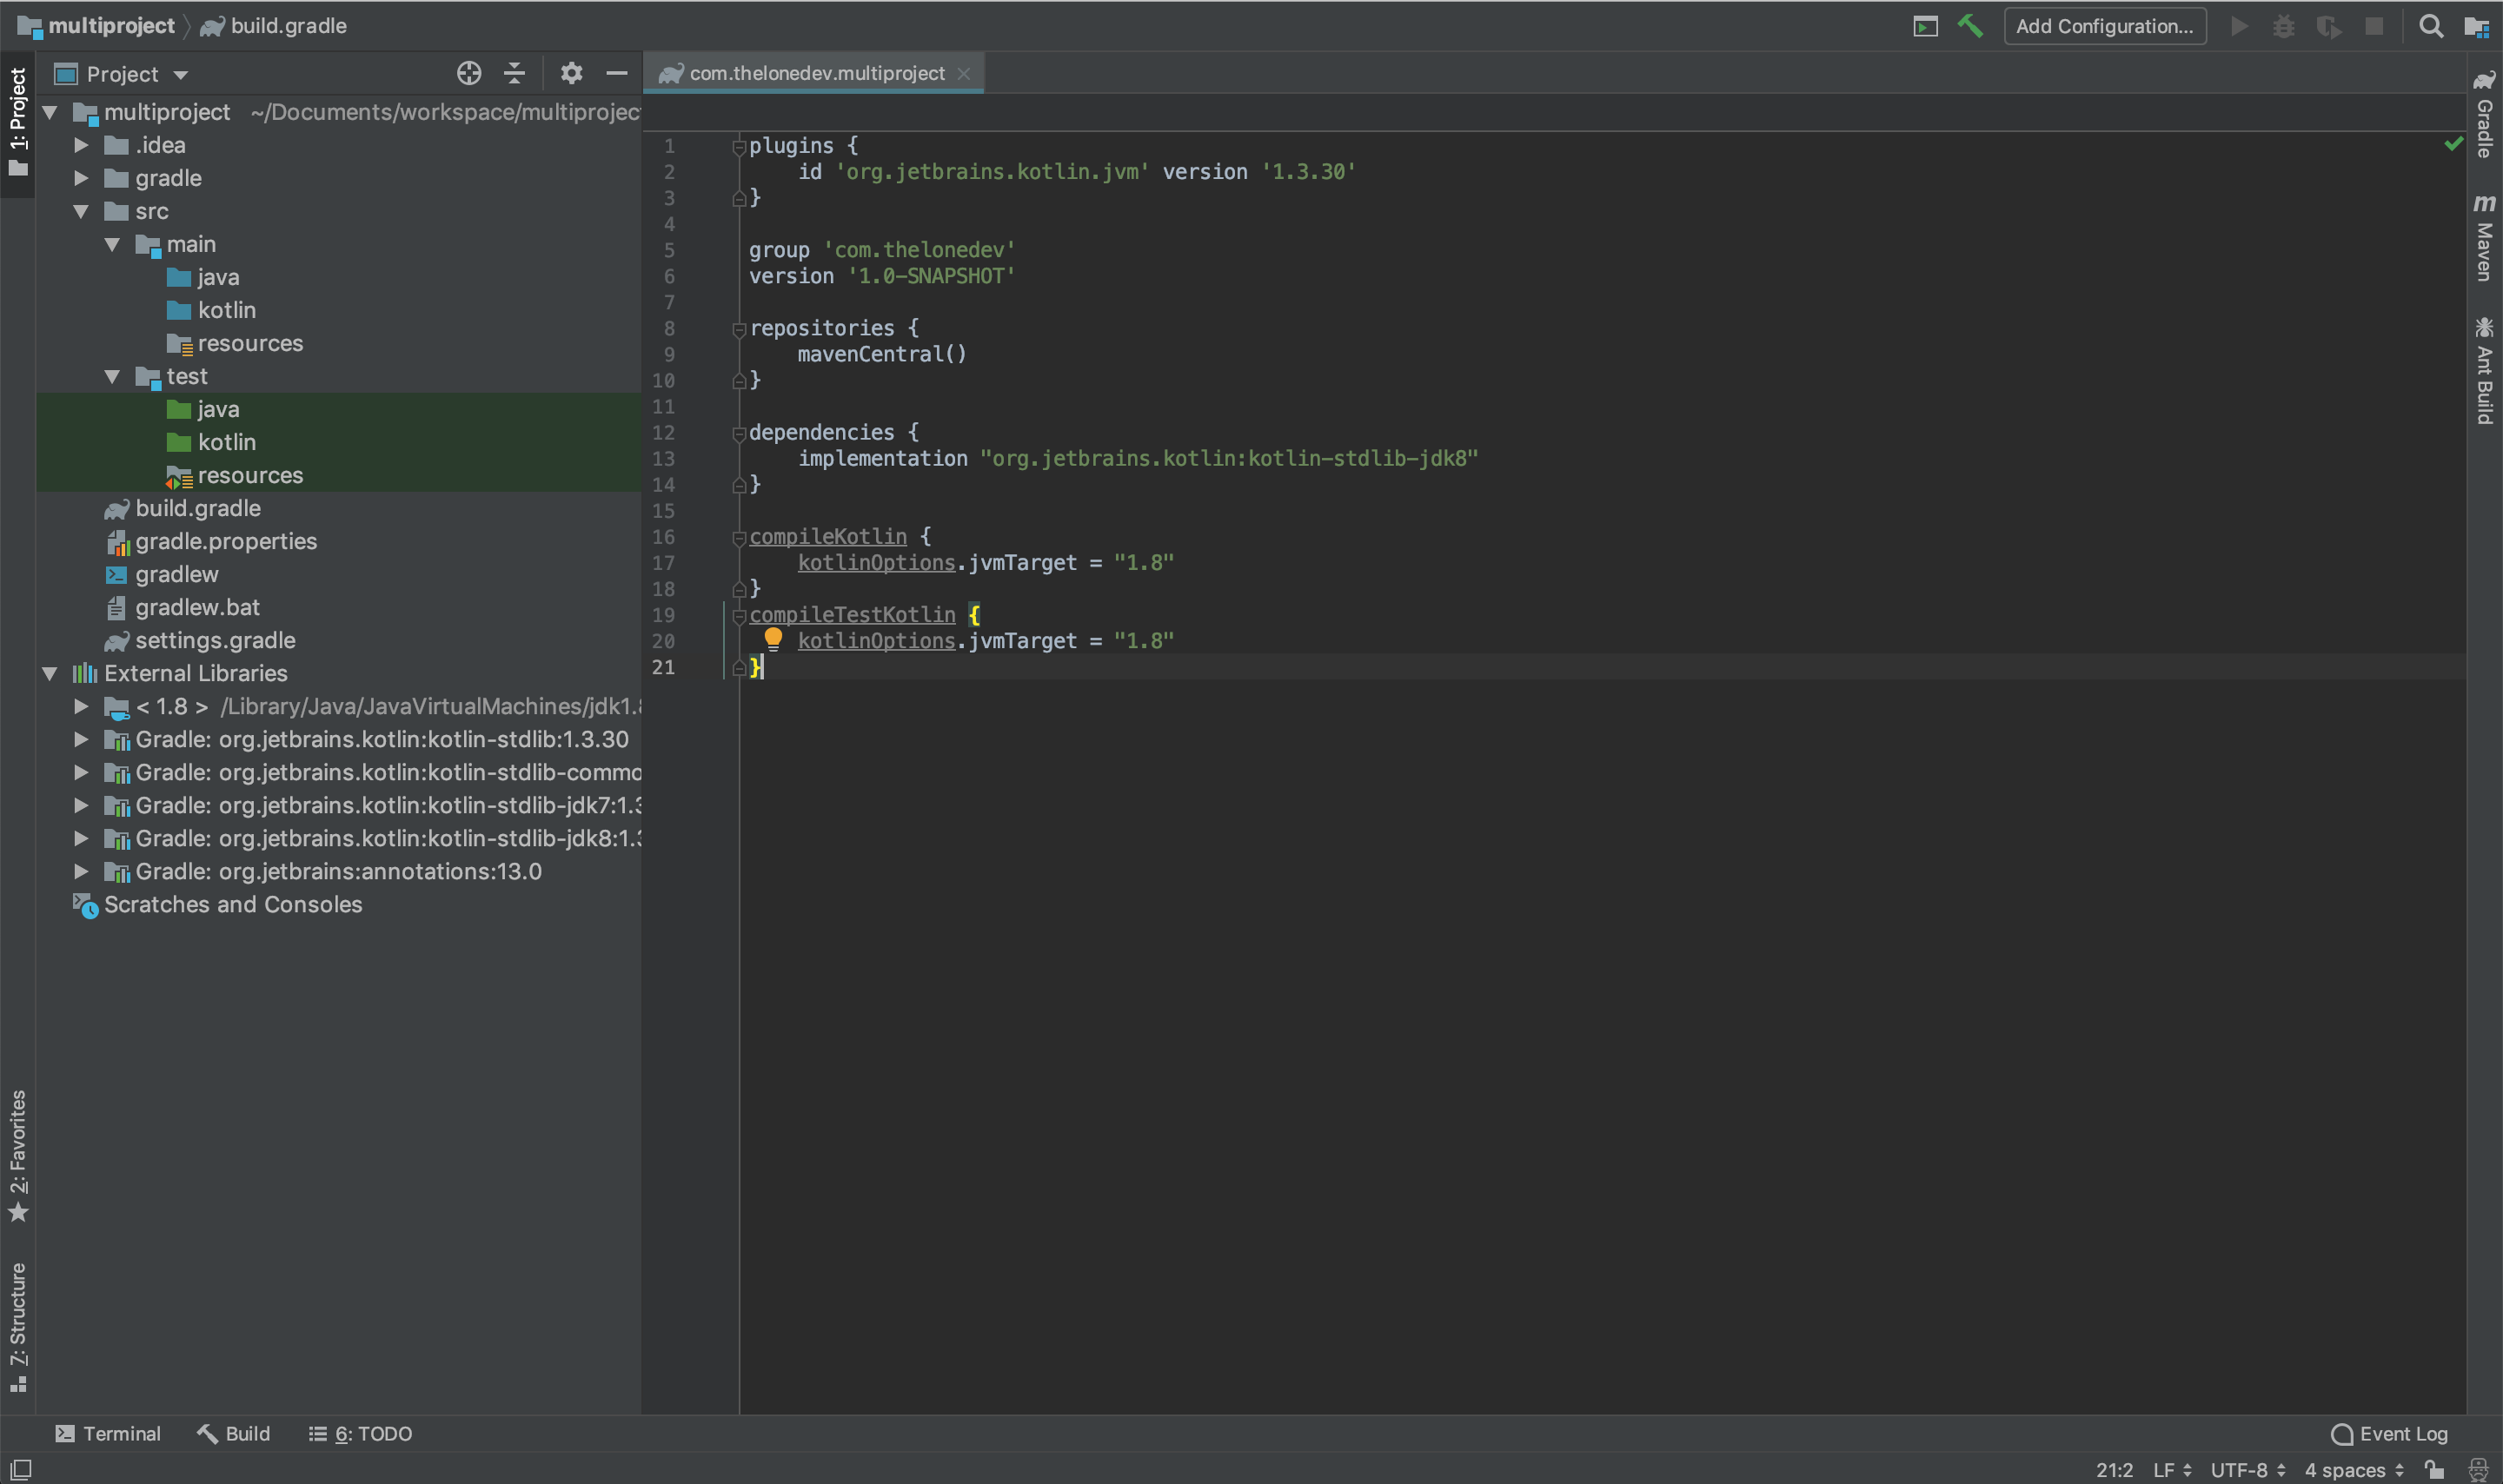 multiproject build.gradle
Add Configuration...
1: Project
2: Favorites
7: Structure
Project
multiproject ~/Documents/workspace/multiprojec
.idea
gradle
src
main
java
kotlin
resources
test
java
kotlin
resources
build.gradle
gradle.properties
gradlew
gradlew.bat
settings.gradle
External Libraries
< 1.8 > /Library/Java/JavaVirtualMachines/jdk1.8
Gradle: org.jetbrains.kotlin:kotlin-stdlib:1.3.30
Gradle: org.jetbrains.kotlin:kotlin-stdlib-commo
Gradle: org.jetbrains.kotlin:kotlin-stdlib-jdk7:1.3
Gradle: org.jetbrains.kotlin:kotlin-stdlib-jdk8:1.3
Gradle: org.jetbrains:annotations:13.0
Scratches and Consoles
com.thelonedev.multiproject
1 plugins {
2 id 'org.jetbrains.kotlin.jvm' version '1.3.30'
3 }
4
5 group 'com.thelonedev'
6 version '1.0-SNAPSHOT'
7
8 repositories {
9 mavenCentral()
10 }
11
12 dependencies {
13 implementation "org.jetbrains.kotlin:kotlin-stdlib-jdk8"
14 }
15
16 compileKotlin {
17 kotlinOptions.jvmTarget = "1.8"
18 }
19 compileTestKotlin {
20 kotlinOptions.jvmTarget = "1.8"
21 }
Gradle
m Maven
Ant Build
Terminal Build 6: TODO Event Log
21:2 LF UTF-8 4 spaces